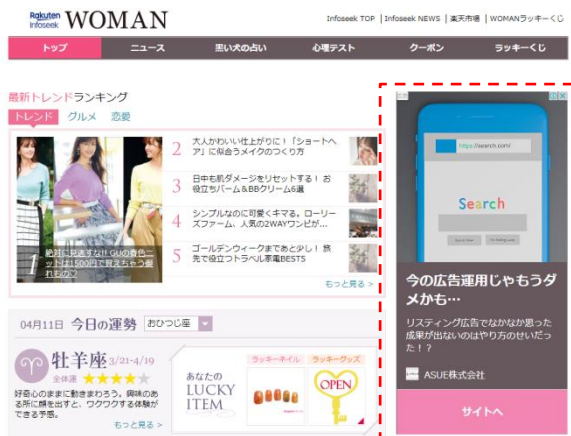 Rakuten Infoseek WOMAN
Infoseek TOP | Infoseek NEWS | 楽天市場 | WOMANラッキーくじ
トップ ニュース 黒い犬の占い 心理テスト クーポン ラッキーくじ
最新トレンドランキング
トレンド グルメ 恋愛
1 絶対に見逃すな!! GUの春色ニットは1500円で買えちゃう優れもの♡
2 大人かわいい仕上がりに！「ショートヘア」に似合うメイクのつくり方
3 日中も肌ダメージをリセットする！ お役立ちバーム＆BBクリーム6選
4 シンプルなのに可愛くキマる。ローリーズファーム、人気の2WAYワンピが…
5 ゴールデンウィークまであと少し！ 旅先で役立つトラベル家電BEST5
もっと見る >
04月11日 今日の運勢 おひつじ座
牡羊座 3/21-4/19
全体運 ★★★★★
好奇心のままに動きまわろう。興味のあ
る所に顔を出すと、ワクワクする体験が
できる予感。
もっと見る >
あなたの
LUCKY
ITEM
ラッキーネイル ラッキーグッズ
OPEN
https://search.com/
Search
今の広告運用じゃもうダ
メかも…
リスティング広告でなかなか思った
成果が出ないのはやり方のせいだっ
た！？
ASUE株式会社
サイトへ